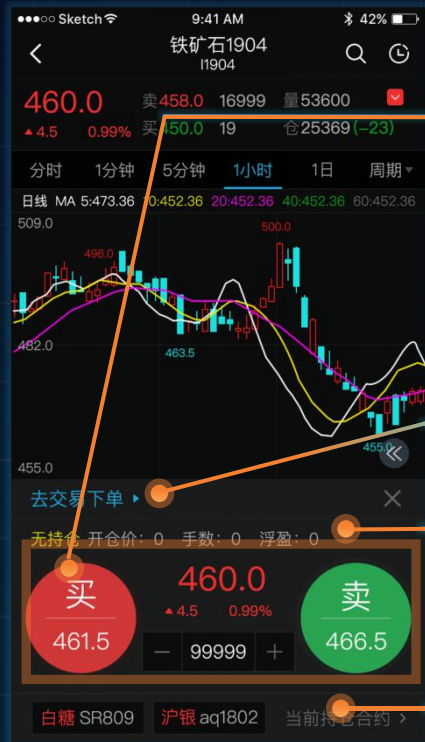 Sketch 9:41 AM 42%
铁矿石1904
I1904
460.0 卖458.0 16999 量53600
4.5 0.99% 买450.0 19 仓25369(-23)
分时 1分钟 5分钟 1小时 1日 周期
日线 MA 5:473.36 10:452.36 20:452.36 40:452.36 60:452.36
509.0
500.0
496.0
482.0
463.5
455.0
455.0
去交易下单
无持仓 开仓价: 0 手数: 0 浮盈: 0
买 460.0 卖
461.5 4.5 0.99% 466.5
— 99999 +
白糖 SR809 沪银 aq1802 当前持仓合约